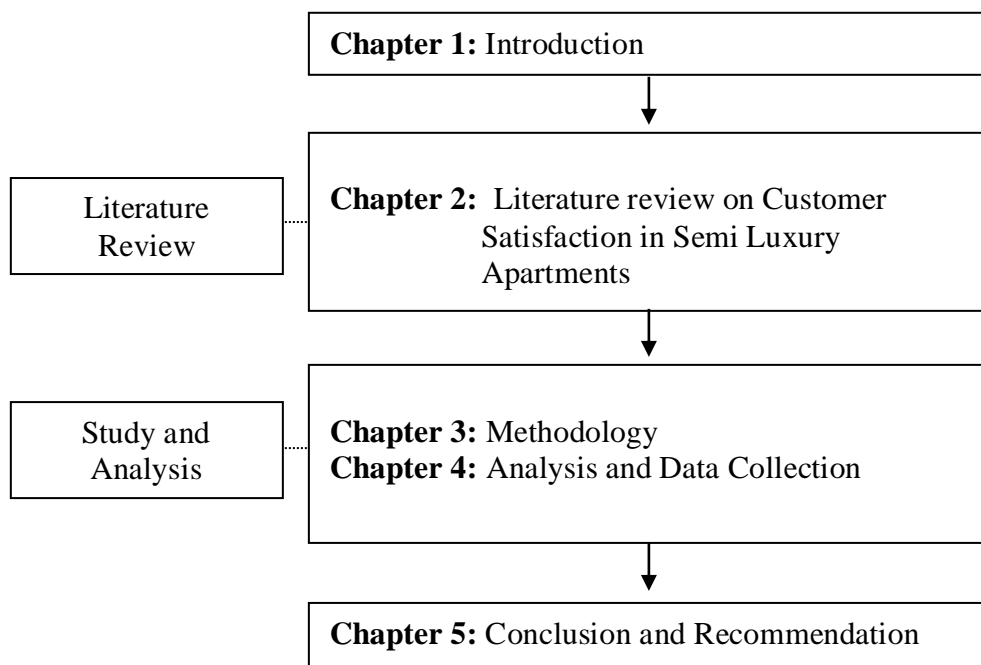 Chapter 1: Introduction
Literature
Review
Chapter 2: Literature review on Customer
Satisfaction in Semi Luxury
Apartments
Study and
Analysis
Chapter 3: Methodology
Chapter 4: Analysis and Data Collection
Chapter 5: Conclusion and Recommendation